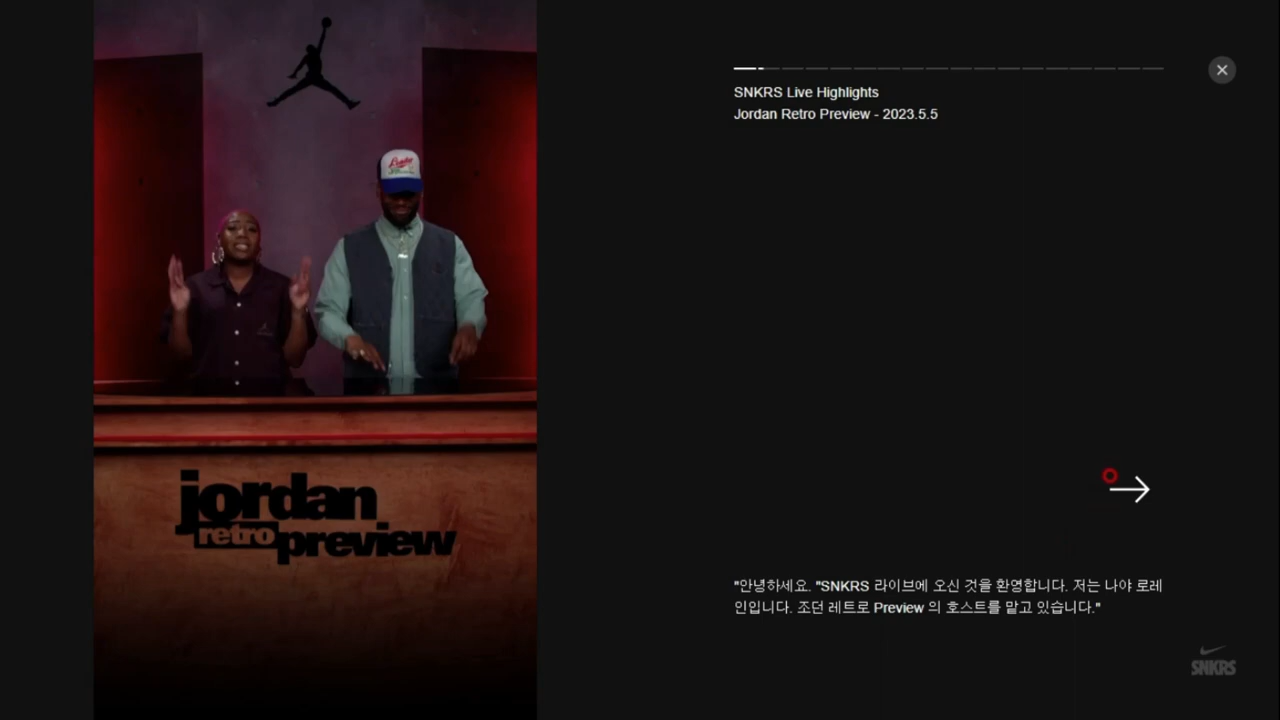 SNKRS Live Highlights
Jordan Retro Preview - 2023.5.5
jordan
retro preview
"안녕하세요. "SNKRS 라이브에 오신 것을 환영합니다. 저는 나야 로레
인입니다. 조던 레트로 Preview 의 호스트를 맡고 있습니다."
SNKRS